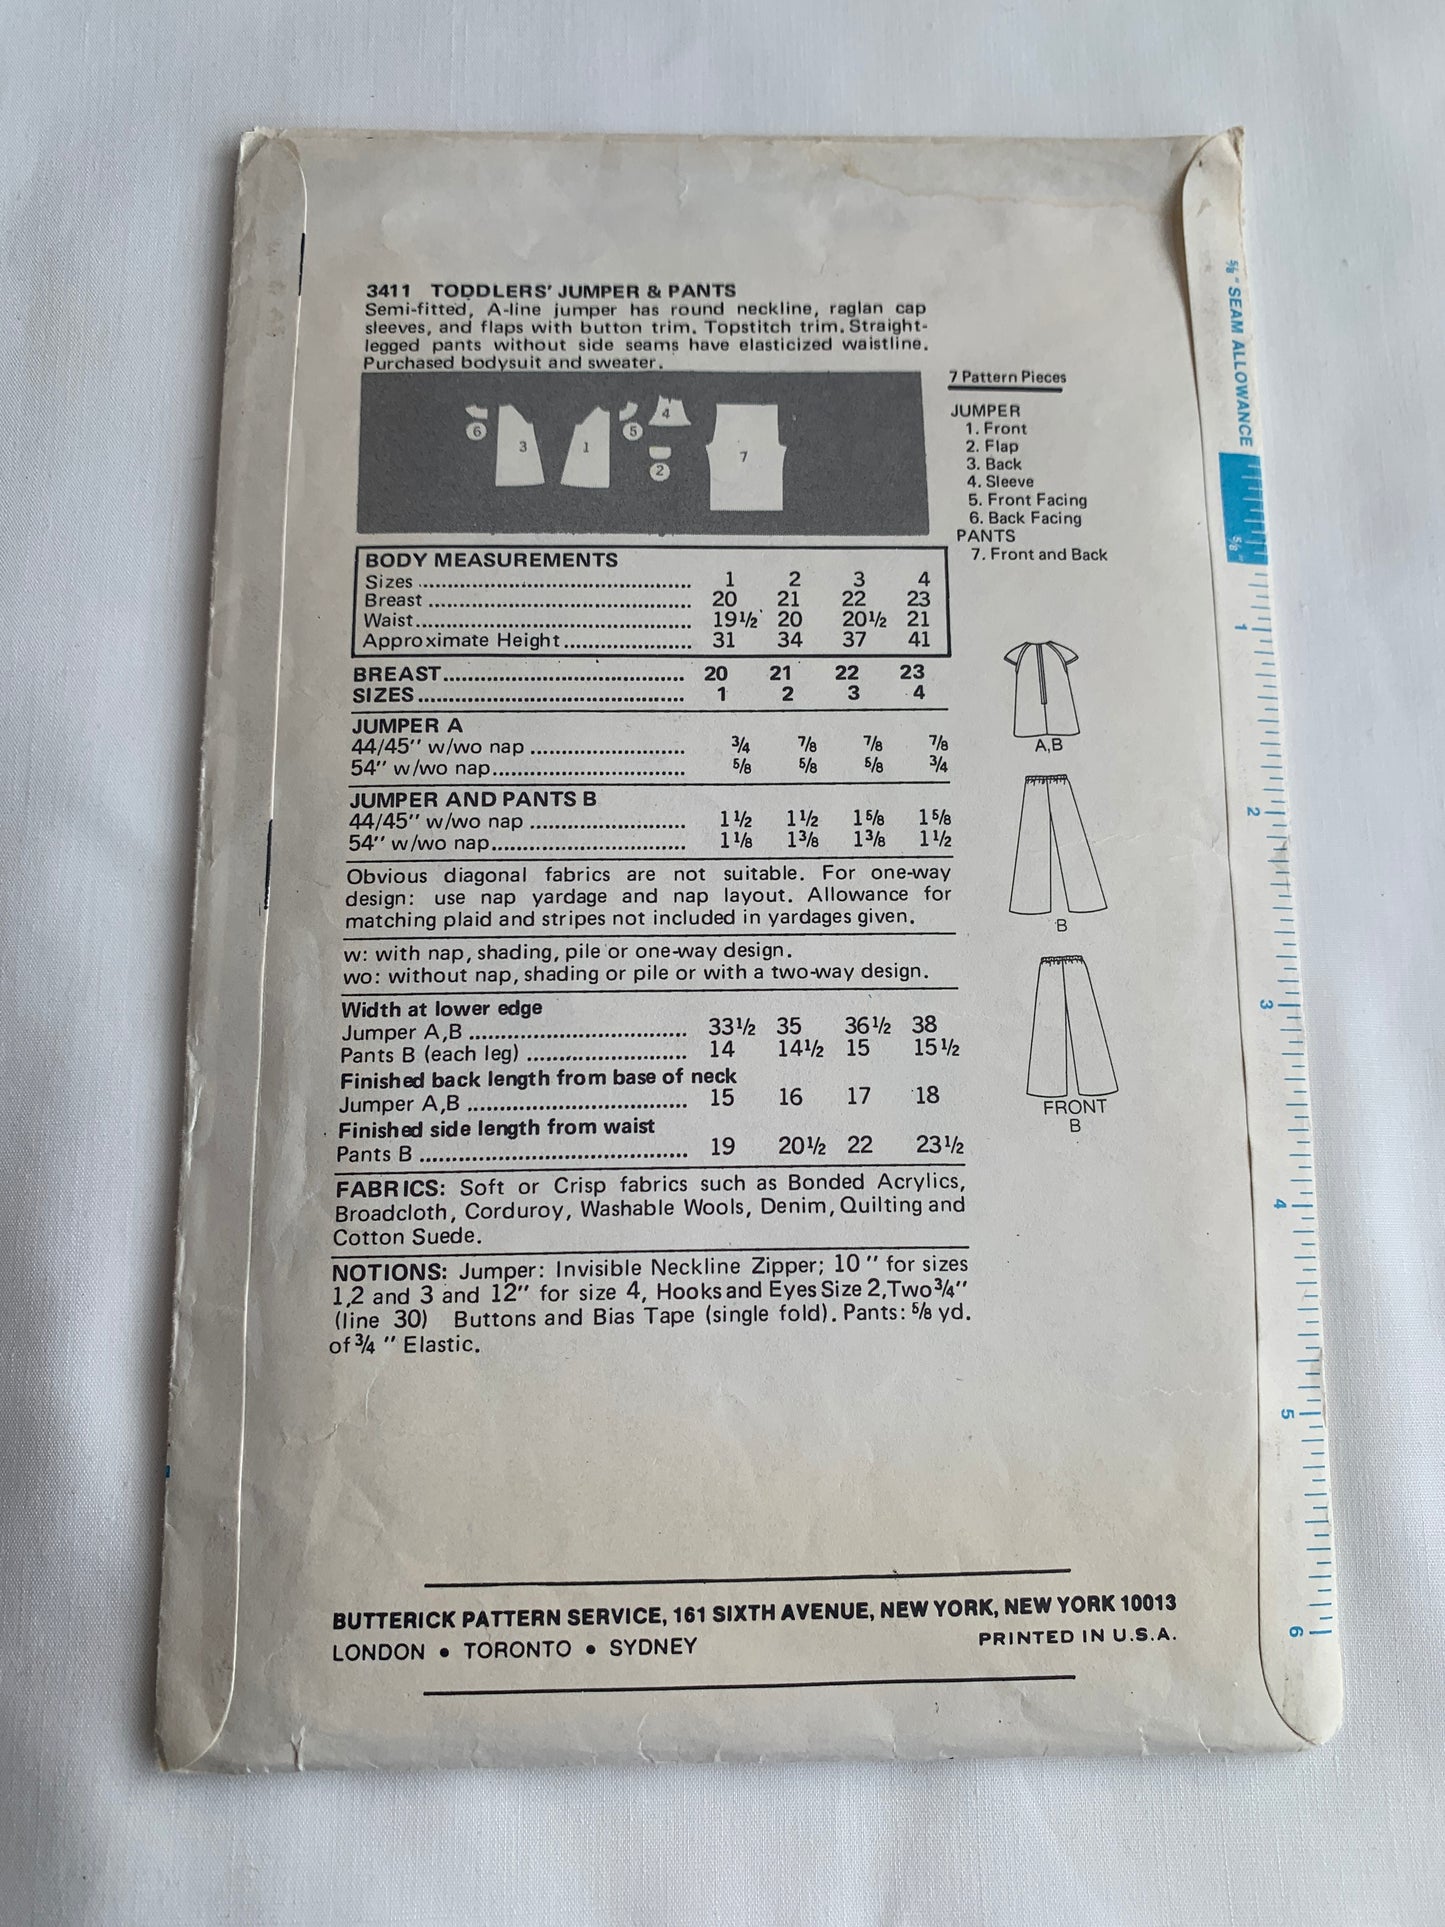 3411 TODDLERS' JUMPER & PANTS
Semi-fitted, A-line jumper has round neckline, raglan cap
sleeves, and flaps with button trim. Topstitch trim. Straight-
legged pants without side seams have elasticized waistline.
Purchased bodysuit and sweater.
6 3 1 5 4 2 7
7 Pattern Pieces
JUMPER
1. Front
2. Flap
3. Back
4. Sleeve
5. Front Facing
6. Back Facing
PANTS
7. Front and Back
BODY MEASUREMENTS
Sizes ........................................... 1 2 3 4
Breast .......................................... 20 21 22 23
Waist............................................ 19½ 20 20½ 21
Approximate Height..................... 31 34 37 41
BREAST...................................... 20 21 22 23
SIZES.......................................... 1 2 3 4
JUMPER A
44/45" w/wo nap ......................... ¾ ⅞ ⅞ ⅞
54" w/wo nap............................... ⅝ ⅝ ⅝ ¾
JUMPER AND PANTS B
44/45" w/wo nap ......................... 1½ 1½ 1⅝ 1⅝
54" w/wo nap............................... 1⅛ 1⅜ 1⅜ 1½
Obvious diagonal fabrics are not suitable. For one-way
design: use nap yardage and nap layout. Allowance for
matching plaid and stripes not included in yardages given.
w: with nap, shading, pile or one-way design.
wo: without nap, shading or pile or with a two-way design.
Width at lower edge
Jumper A,B .................................. 33½ 35 36½ 38
Pants B (each leg) ......................... 14 14½ 15 15½
Finished back length from base of neck
Jumper A,B .................................. 15 16 17 18
Finished side length from waist
Pants B .......................................... 19 20½ 22 23½
FABRICS: Soft or Crisp fabrics such as Bonded Acrylics,
Broadcloth, Corduroy, Washable Wools, Denim, Quilting and
Cotton Suede.
NOTIONS: Jumper: Invisible Neckline Zipper; 10 " for sizes
1,2 and 3 and 12" for size 4, Hooks and Eyes Size 2, Two ¾"
(line 30) Buttons and Bias Tape (single fold). Pants: ⅝ yd.
of ¾ " Elastic.
A,B
B
FRONT
B
⅝" SEAM ALLOWANCE
⅝"
1
2
3
4
5
6
BUTTERICK PATTERN SERVICE, 161 SIXTH AVENUE, NEW YORK, NEW YORK 10013
LONDON • TORONTO • SYDNEY PRINTED IN U.S.A.